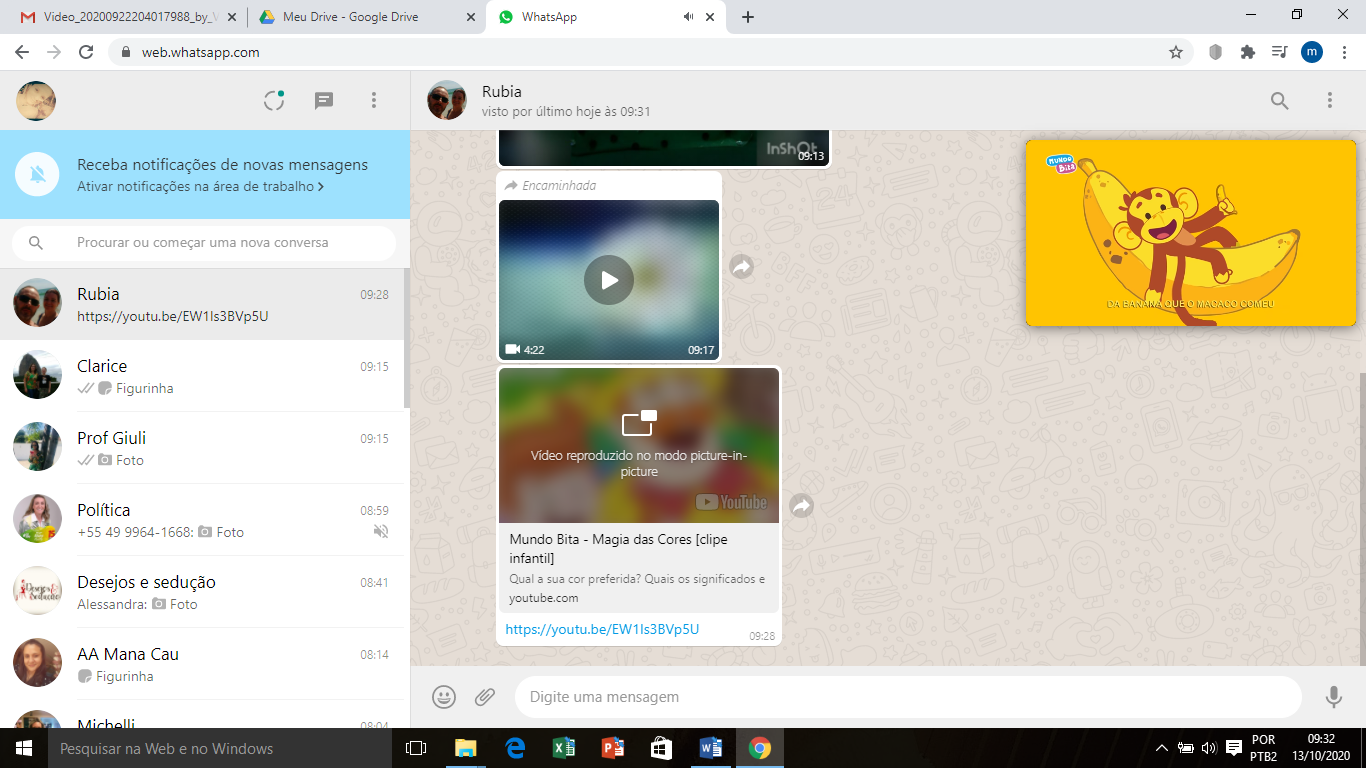 Video_20200922204017988_by_
Meu Drive - Google Drive
WhatsApp
web.whatsapp.com
m
Receba notificações de novas mensagens
Ativar notificações na área de trabalho
Procurar ou começar uma nova conversa
Rubia
09:28
https://youtu.be/EW1ls3BVp5U
Clarice
09:15
Figurinha
Prof Giuli
09:15
Foto
Política
08:59
+55 49 9964-1668: Foto
Desejos e sedução
08:41
Alessandra: Foto
AA Mana Cau
08:14
Figurinha
Michelli
08:04
Rubia
visto por último hoje às 09:31
InShOt
09:13
Encaminhada
4:22
09:17
Vídeo reproduzido no modo picture-in-
picture
YouTube
Mundo Bita - Magia das Cores [clipe
infantil]
Qual a sua cor preferida? Quais os significados e
youtube.com
https://youtu.be/EW1ls3BVp5U
09:28
MUNDO
Bita
DA BANANA QUE O MACACO COMEU
Digite uma mensagem
Pesquisar na Web e no Windows
POR
PTB2
09:32
13/10/2020